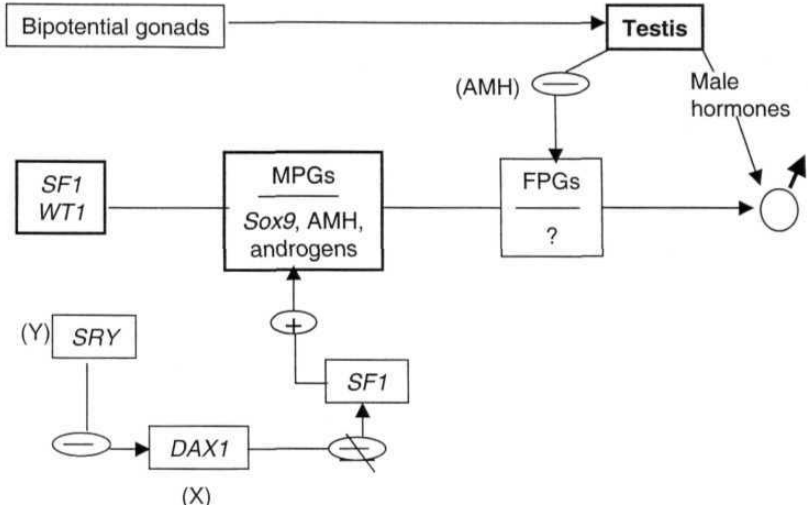 Bipotential gonads
Testis
(AMH)
−
Male
hormones
SF1
WT1
MPGs
Sox9, AMH,
androgens
FPGs
?
+
(Y)
SRY
SF1
−
DAX1
−
(X)